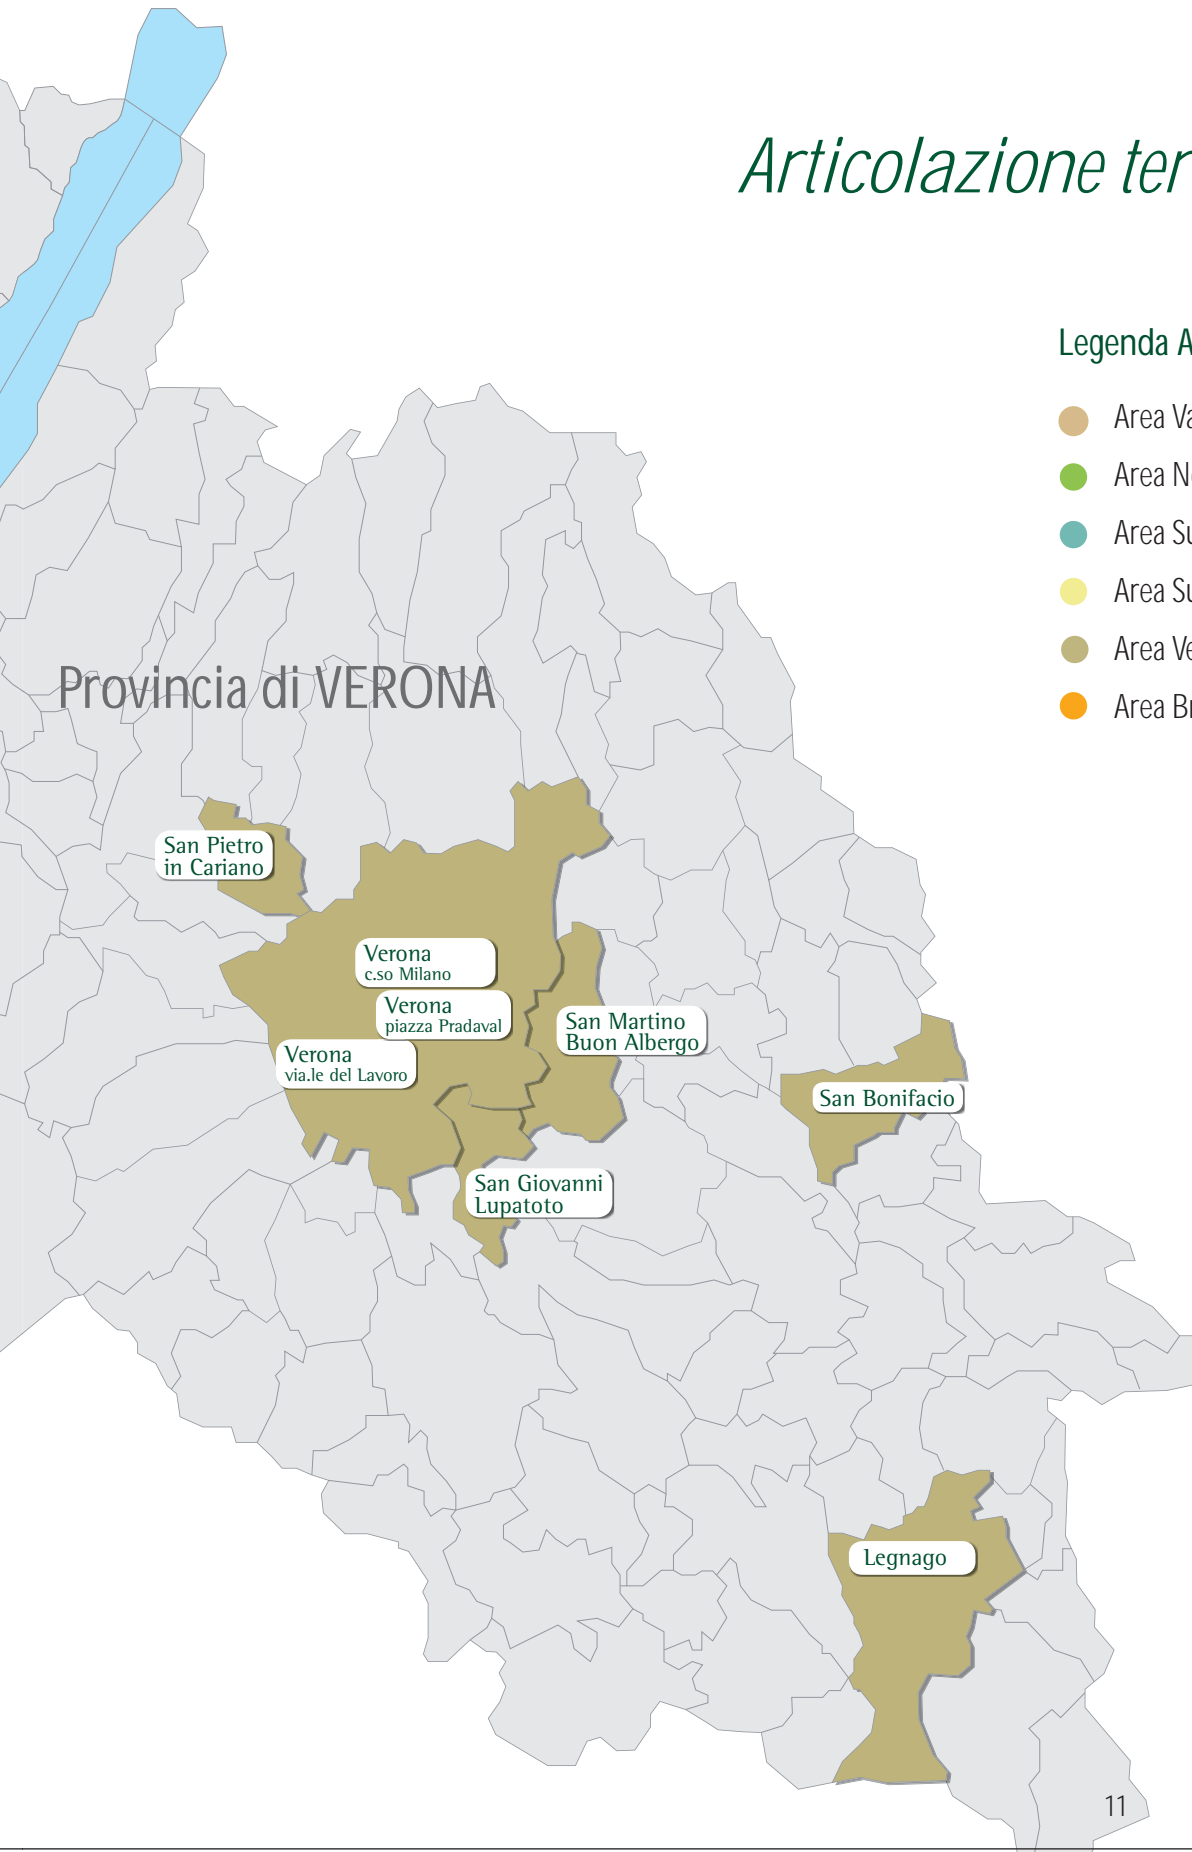 Articolazione ter
Legenda A
Area Va
Area No
Area Su
Area Su
Area Ve
Area Br
Provincia di VERONA
San Pietro
in Cariano
Verona
c.so Milano
Verona
piazza Pradaval
Verona
via.le del Lavoro
San Martino
Buon Albergo
San Bonifacio
San Giovanni
Lupatoto
Legnago
11